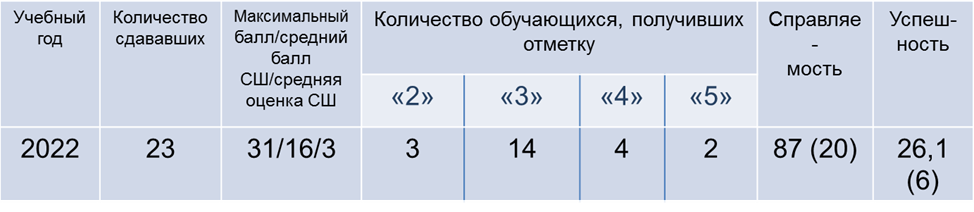 Учебный
год
Количество
сдававших
Максимальный
балл/средний
балл
СШ/средняя
оценка СШ
Количество обучающихся, получивших
отметку
«2» «3» «4» «5»
Справляе
-
мость
Успеш-
ность
2022 23 31/16/3 3 14 4 2 87 (20) 26,1
(6)